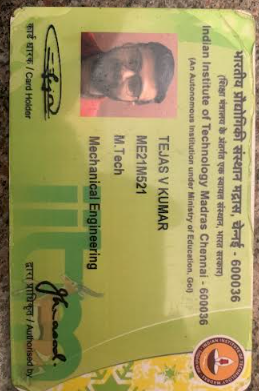 भारतीय प्रौद्योगिकी संस्थान मद्रास, चेन्नई - 600036
(शिक्षा मंत्रालय के अंतर्गत एक स्वायत्त संस्थान, भारत सरकार)
Indian Institute of Technology Madras Chennai - 600036
(An Autonomous Institution under Ministry of Education, GoI)
TEJAS V KUMAR
ME21M521
M.Tech
Mechanical Engineering
कार्ड धारक / Card Holder
द्वारा प्राधिकृत / Authorised by
iitm